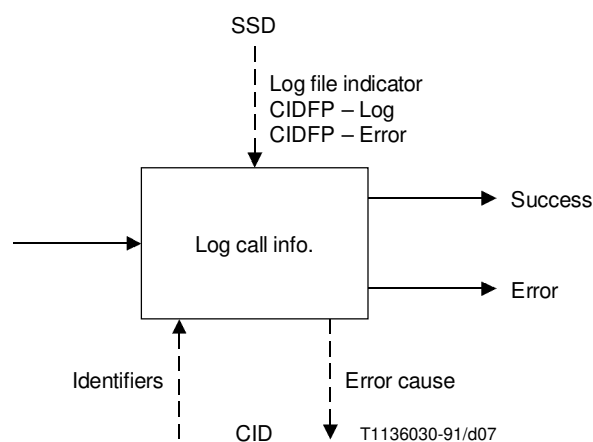 SSD
Log file indicator
CIDFP – Log
CIDFP – Error
Success
Log call info.
Error
Identifiers
Error cause
CID
T1136030-91/d07